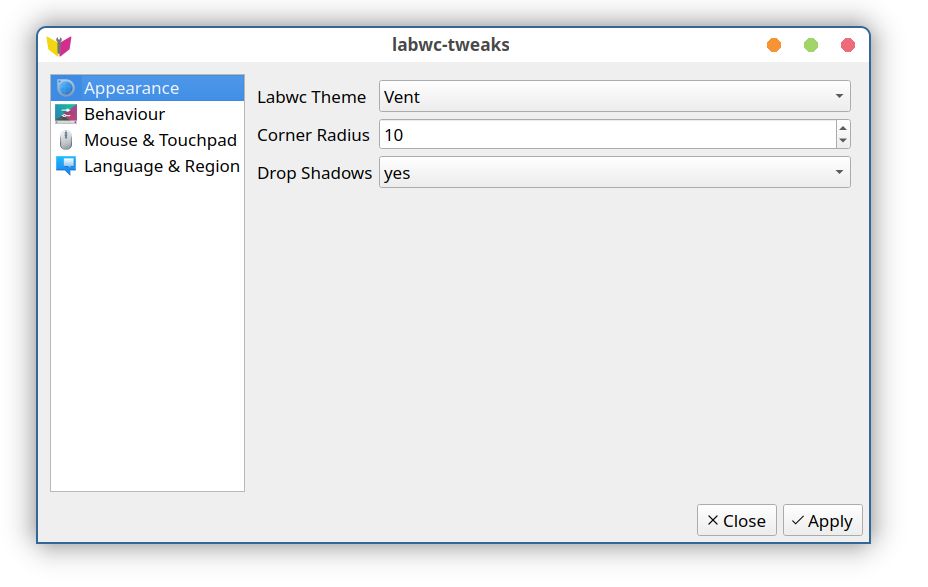 labwc-tweaks
Appearance
Behaviour
Mouse & Touchpad
Language & Region
Labwc Theme Vent
Corner Radius 10
Drop Shadows yes
Close Apply